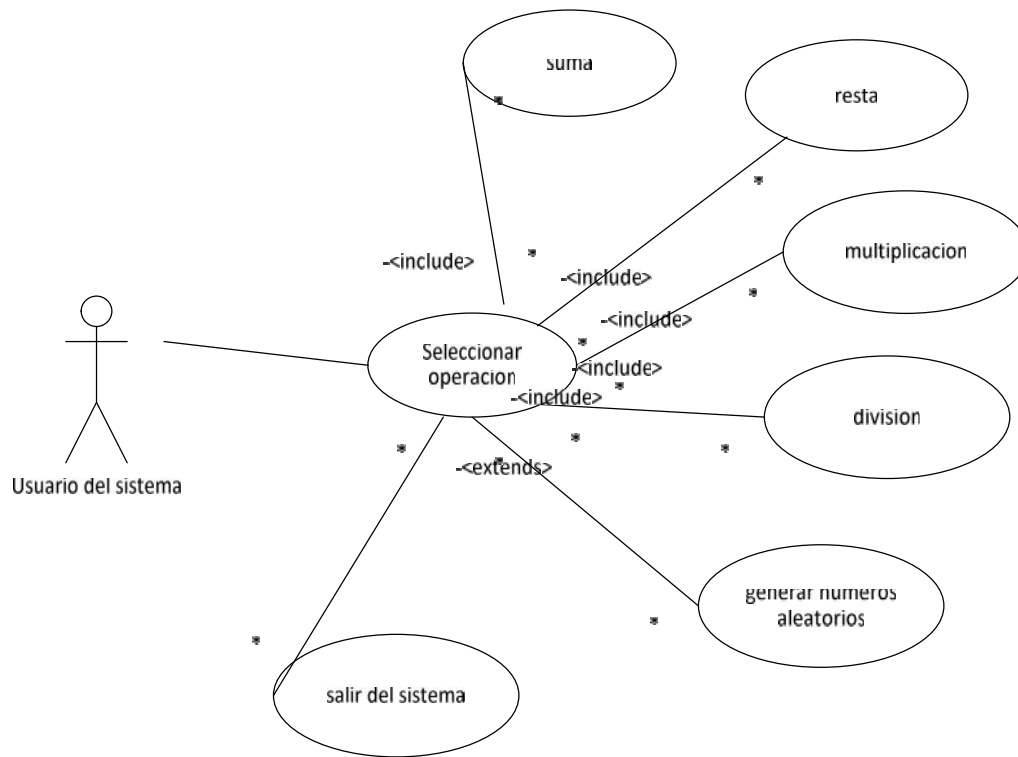 suma
resta
multiplicacion
-<include>
-<include>
-<include>
Seleccionar
operacion
-<include>
-<include>
division
-<extends>
Usuario del sistema
generar numeros
aleatorios
salir del sistema